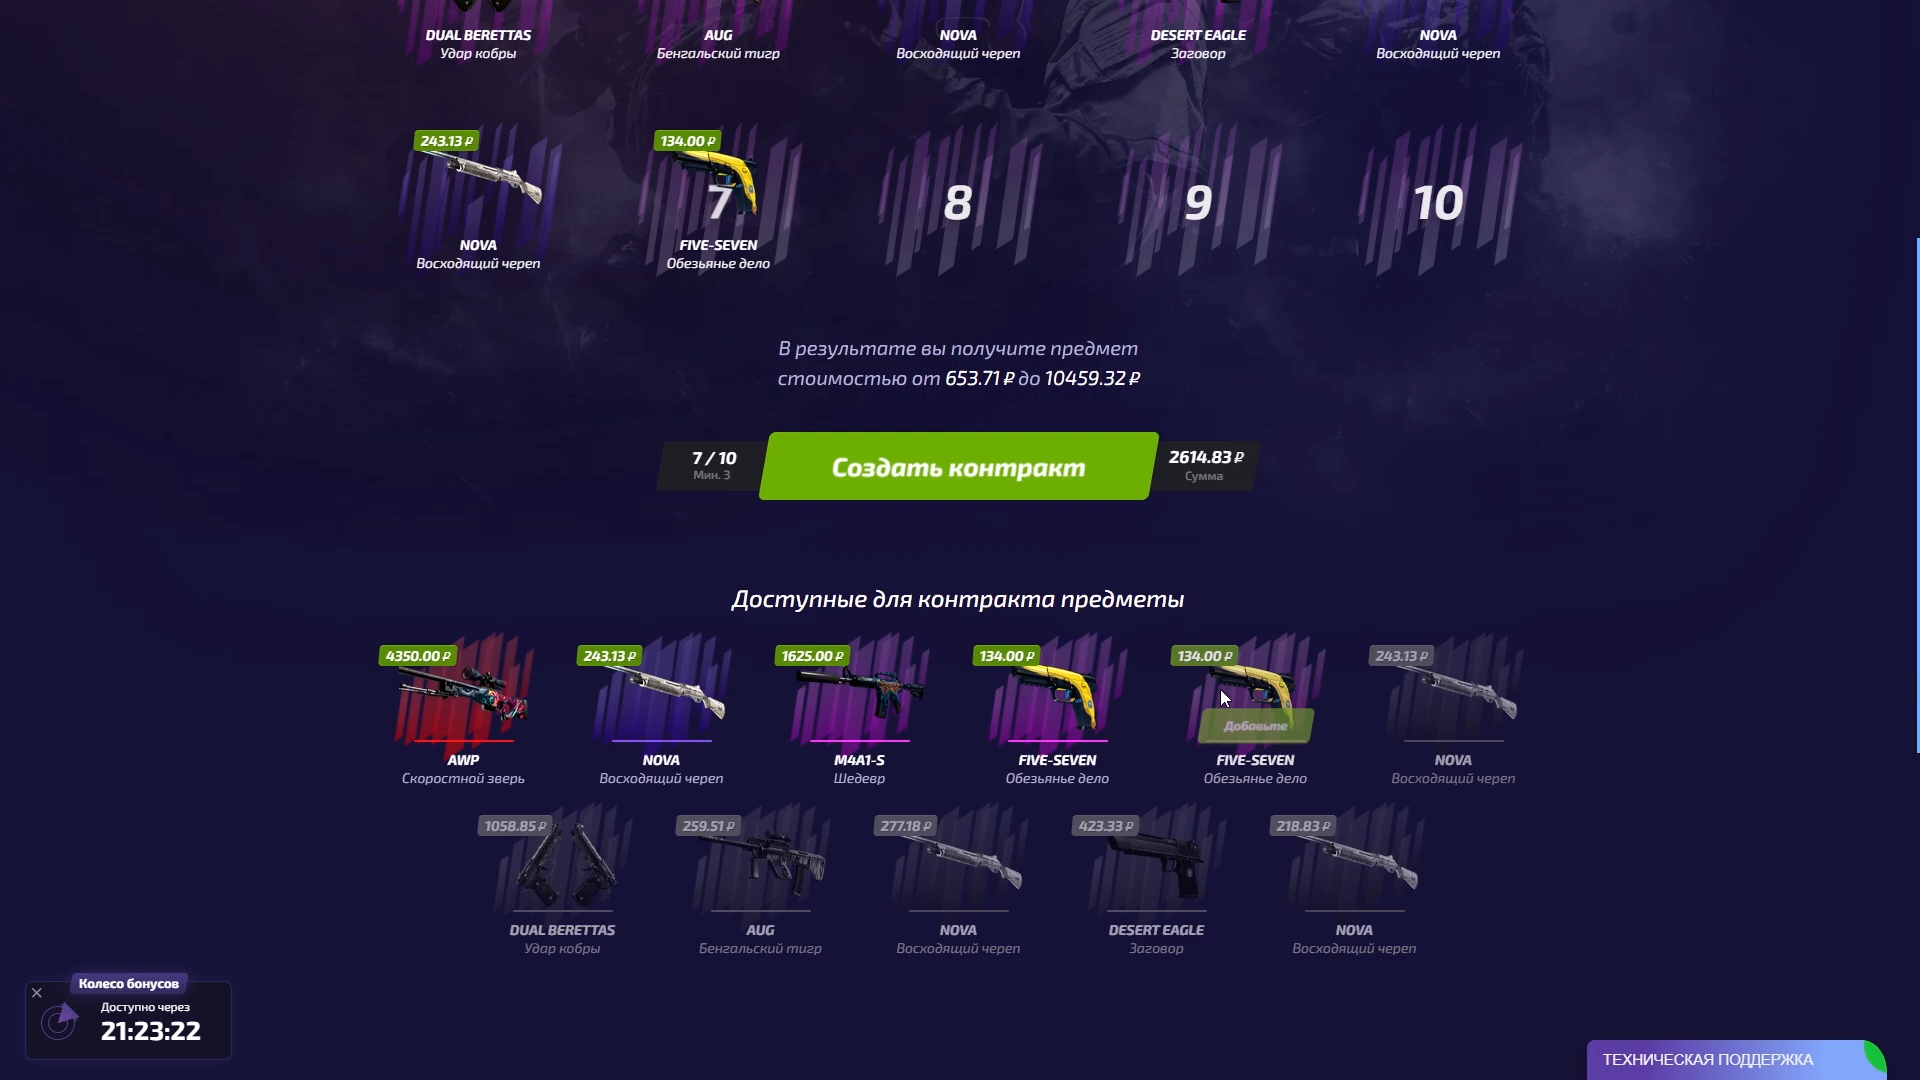 DUAL BERETTAS
Удар кобры
AUG
Бенгальский тигр
NOVA
Восходящий череп
DESERT EAGLE
Заговор
NOVA
Восходящий череп
243.13 ₽
NOVA
Восходящий череп
134.00 ₽
7
FIVE-SEVEN
Обезьянье дело
8
9
10
В результате вы получите предмет
стоимостью от 653.71 ₽ до 10459.32 ₽
7 / 10
Мин. 3
Создать контракт
2614.83 ₽
Сумма
Доступные для контракта предметы
4350.00 ₽
AWP
Скоростной зверь
243.13 ₽
NOVA
Восходящий череп
1625.00 ₽
M4A1-S
Шедевр
134.00 ₽
FIVE-SEVEN
Обезьянье дело
134.00 ₽
Добавьте
FIVE-SEVEN
Обезьянье дело
243.13 ₽
NOVA
Восходящий череп
1058.85 ₽
DUAL BERETTAS
Удар кобры
259.51 ₽
AUG
Бенгальский тигр
277.18 ₽
NOVA
Восходящий череп
423.33 ₽
DESERT EAGLE
Заговор
218.83 ₽
NOVA
Восходящий череп
Колесо бонусов
Доступно через
21:23:22
ТЕХНИЧЕСКАЯ ПОДДЕРЖКА